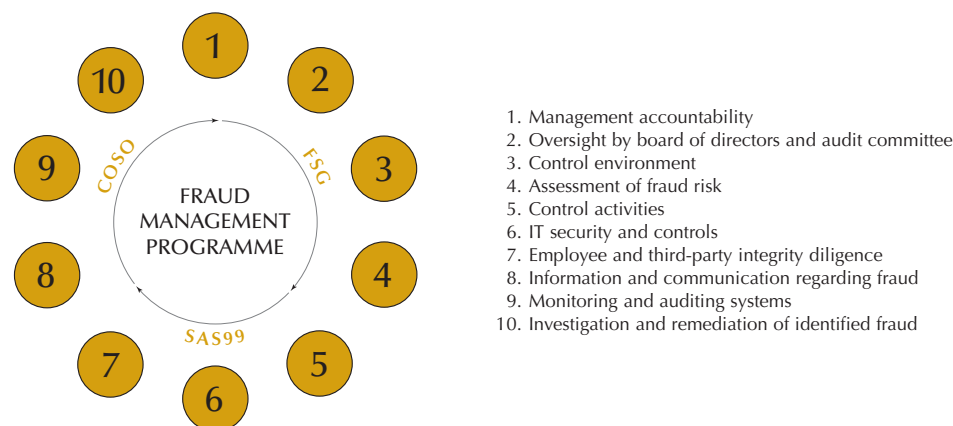 1
2
3
4
5
6
7
8
9
10
COSO
FSG
SAS99
FRAUD
MANAGEMENT
PROGRAMME
1. Management accountability
2. Oversight by board of directors and audit committee
3. Control environment
4. Assessment of fraud risk
5. Control activities
6. IT security and controls
7. Employee and third-party integrity diligence
8. Information and communication regarding fraud
9. Monitoring and auditing systems
10. Investigation and remediation of identified fraud